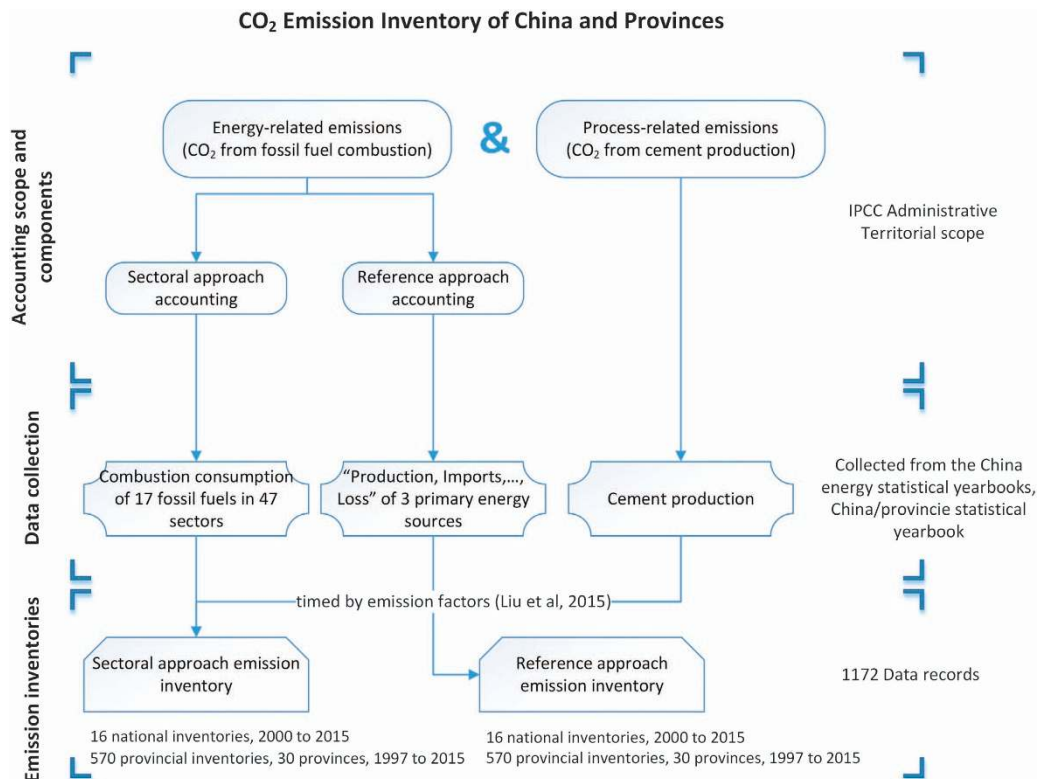 CO₂ Emission Inventory of China and Provinces
Accounting scope and
components
Energy-related emissions
(CO₂ from fossil fuel combustion)
&
Process-related emissions
(CO₂ from cement production)
IPCC Administrative
Territorial scope
Sectoral approach
accounting
Reference approach
accounting
Data collection
Combustion consumption
of 17 fossil fuels in 47
sectors
“Production, Imports,…,
Loss” of 3 primary energy
sources
Cement production
Collected from the China
energy statistical yearbooks,
China/provincie statistical
yearbook
Emission inventories
timed by emission factors (Liu et al, 2015)
Sectoral approach emission
inventory
Reference approach
emission inventory
1172 Data records
16 national inventories, 2000 to 2015
570 provincial inventories, 30 provinces, 1997 to 2015
16 national inventories, 2000 to 2015
570 provincial inventories, 30 provinces, 1997 to 2015